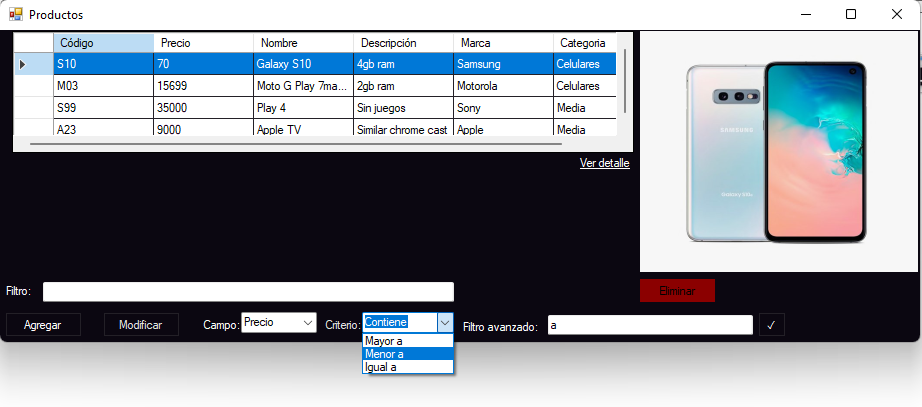 Productos
Código Precio Nombre Descripción Marca Categoria
S10 70 Galaxy S10 4gb ram Samsung Celulares
M03 15699 Moto G Play 7ma... 2gb ram Motorola Celulares
S99 35000 Play 4 Sin juegos Sony Media
A23 9000 Apple TV Similar chrome cast Apple Media
Ver detalle
SAMSUNG
Filtro:
Eliminar
Agregar Modificar Campo: Precio Criterio: Contiene Filtro avanzado: a ✓
Mayor a
Menor a
Igual a